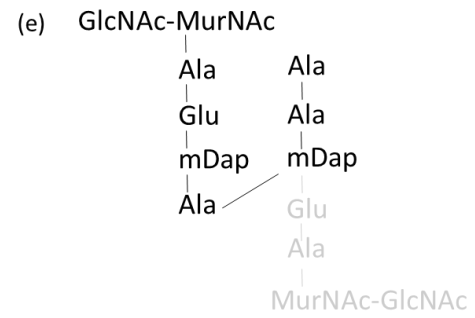 (e) GlcNAc-MurNAc
Ala Ala
Glu Ala
mDap mDap
Ala Glu
Ala
MurNAc-GlcNAc